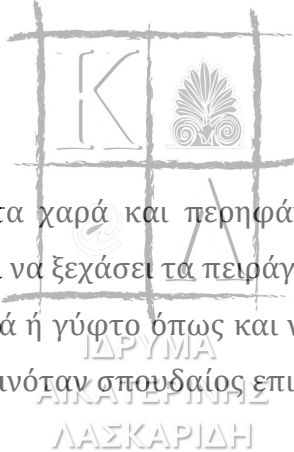 Κ
τα χαρά και περηφά
Λ
ι να ξεχάσει τα πειράγ
ά ή γύφτο όπως και ν
ΙΔΡΥΜΑ
ινόταν σπουδαίος επι
ΑΙΚΑΤΕΡΙΝΗΣ
ΛΑΣΚΑΡΙΔΗ